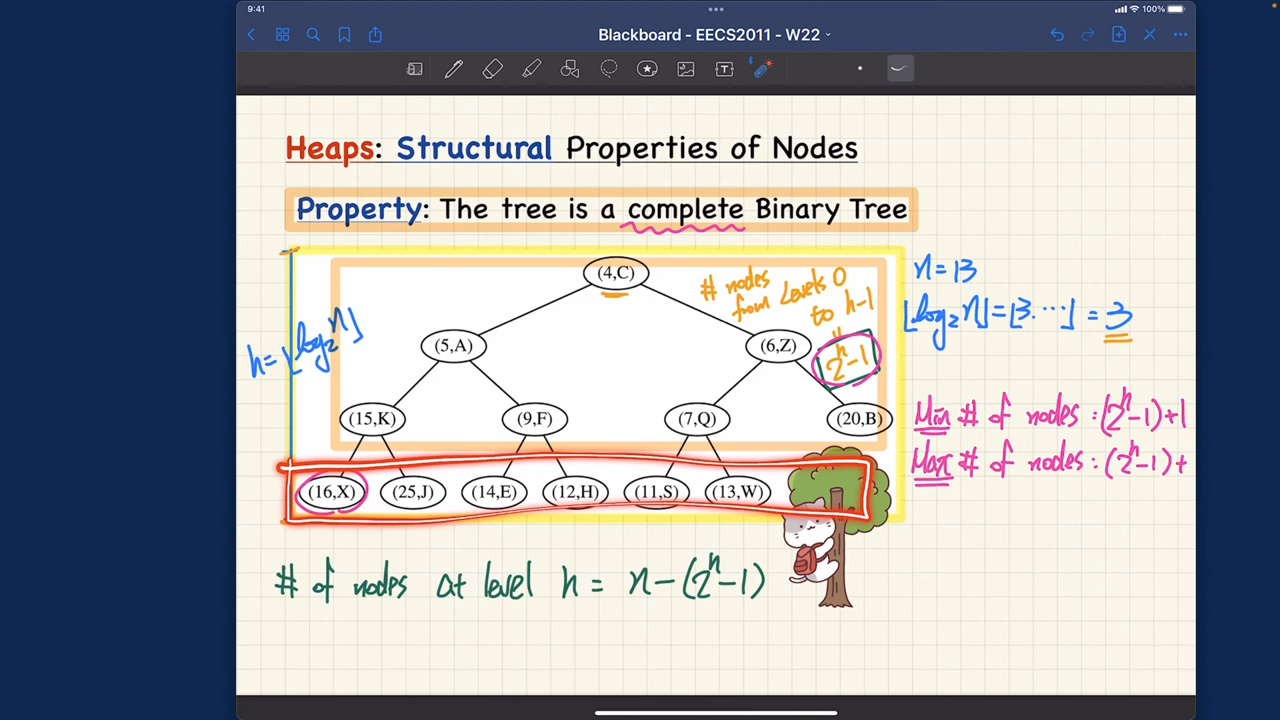 9:41
100%
Blackboard - EECS2011 - W22
Heaps: Structural Properties of Nodes
Property: The tree is a complete Binary Tree
(4,C)
# nodes
from Levels 0
to h-1
"
2^h-1
n = 13
⌊log₂ n⌋ = ⌊3. ...⌋ = 3
h = ⌊log₂ n⌋
(5,A) (6,Z)
(15,K) (9,F) (7,Q) (20,B)
Min # of nodes : (2^h-1)+1
Max # of nodes : (2^h-1)+
(16,X) (25,J) (14,E) (12,H) (11,S) (13,W)
# of nodes at level h = n - (2^h - 1)